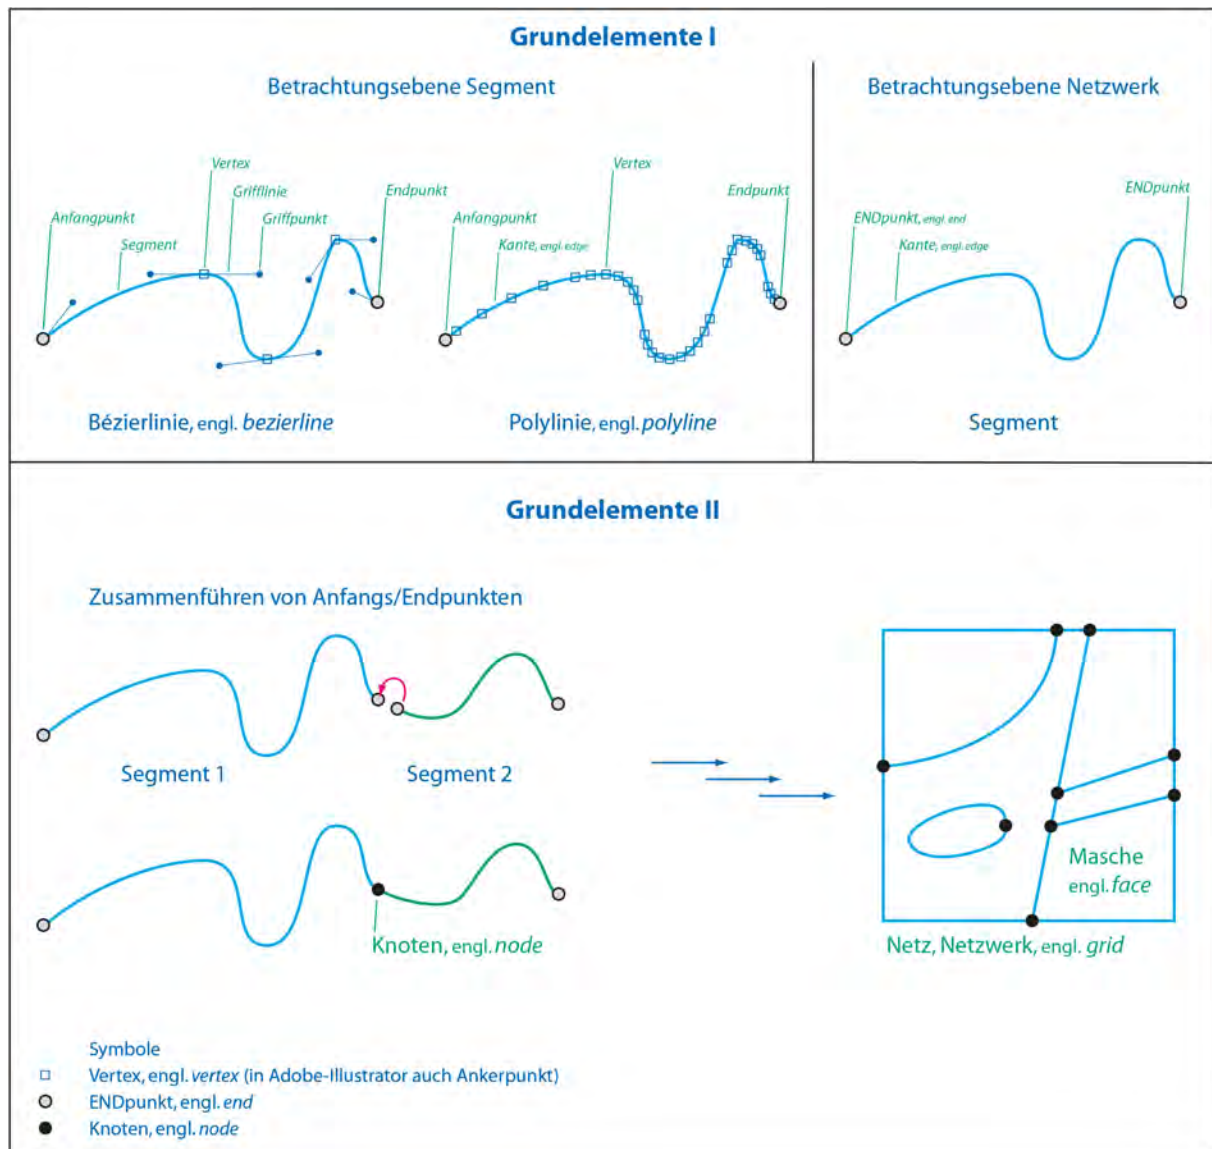 Grundelemente I
Betrachtungsebene Segment
Betrachtungsebene Netzwerk
Vertex
Grifflinie
Endpunkt
Anfangpunkt
Griffpunkt
Segment
Vertex
Endpunkt
Anfangpunkt
Kante, engl. edge
ENDpunkt
ENDpunkt, engl. end
Kante, engl. edge
Bézierlinie, engl. bezierline
Polylinie, engl. polyline
Segment
Grundelemente II
Zusammenführen von Anfangs/Endpunkten
Segment 1
Segment 2
Knoten, engl. node
Masche
engl. face
Netz, Netzwerk, engl. grid
Symbole
Vertex, engl. vertex (in Adobe-Illustrator auch Ankerpunkt)
ENDpunkt, engl. end
Knoten, engl. node